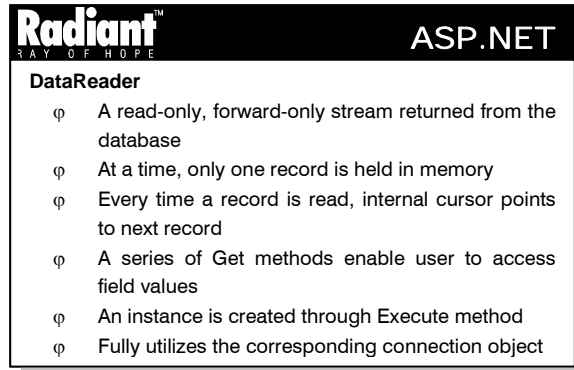 Radiant™
RAY OF HOPE
ASP.NET
DataReader
φ A read-only, forward-only stream returned from the
database
φ At a time, only one record is held in memory
φ Every time a record is read, internal cursor points
to next record
φ A series of Get methods enable user to access
field values
φ An instance is created through Execute method
φ Fully utilizes the corresponding connection object